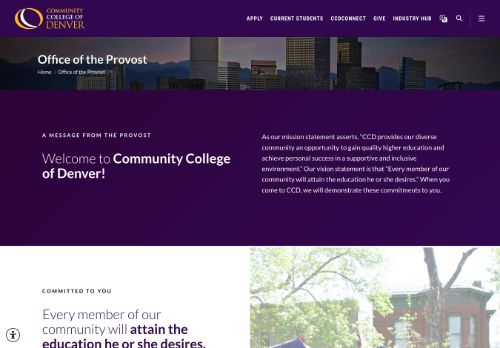 COMMUNITY
COLLEGE OF
DENVER
APPLY CURRENT STUDENTS CCDCONNECT GIVE INDUSTRY HUB
Office of the Provost
Home / Office of the Provost
A MESSAGE FROM THE PROVOST
Welcome to Community College
of Denver!
As our mission statement asserts, "CCD provides our diverse
community an opportunity to gain quality higher education and
achieve personal success in a supportive and inclusive
environment." Our vision statement is that "Every member of our
community will attain the education he or she desires." When you
come to CCD, we will demonstrate these commitments to you.
COMMITTED TO YOU
Every member of our
community will attain the
education he or she desires.